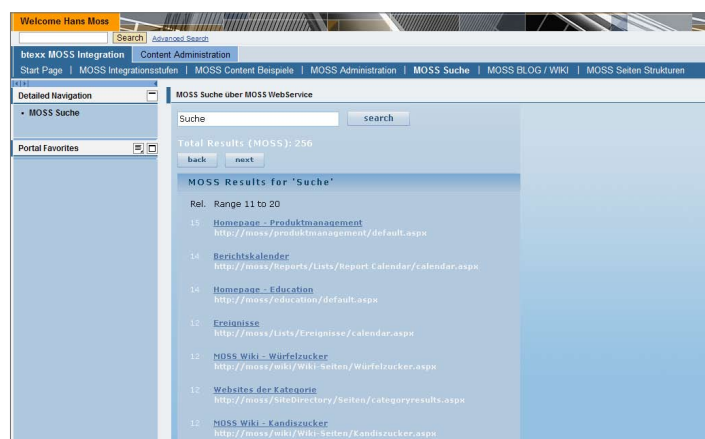 Welcome Hans Moss
Search Advanced Search
btexx MOSS Integration Content Administration
Start Page | MOSS Integrationsstufen | MOSS Content Beispiele | MOSS Administration | MOSS Suche | MOSS BLOG / WIKI | MOSS Seiten Strukturen
Detailed Navigation
• MOSS Suche
Portal Favorites
MOSS Suche über MOSS WebService
Suche search
Total Results (MOSS): 256
back next
MOSS Results for 'Suche'
Rel. Range 11 to 20
15 Homepage - Produktmanagement
http://moss/produktmanagement/default.aspx
14 Berichtskalender
http://moss/Reports/Lists/Report Calendar/calendar.aspx
14 Homepage - Education
http://moss/education/default.aspx
12 Ereignisse
http://moss/Lists/Ereignisse/calendar.aspx
12 MOSS Wiki - Würfelzucker
http://moss/wiki/Wiki-Seiten/Würfelzucker.aspx
12 Websites der Kategorie
http://moss/SiteDirectory/Seiten/categoryresults.aspx
12 MOSS Wiki - Kandiszucker
http://moss/wiki/Wiki-Seiten/Kandiszucker.aspx